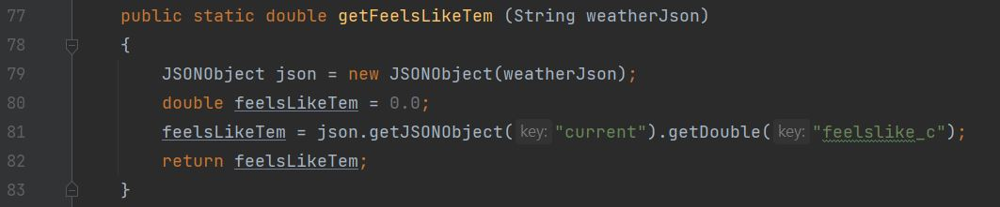 77 public static double getFeelsLikeTem (String weatherJson)
78 {
79 JSONObject json = new JSONObject(weatherJson);
80 double feelsLikeTem = 0.0;
81 feelsLikeTem = json.getJSONObject( key: "current").getDouble( key: "feelslike_c");
82 return feelsLikeTem;
83 }